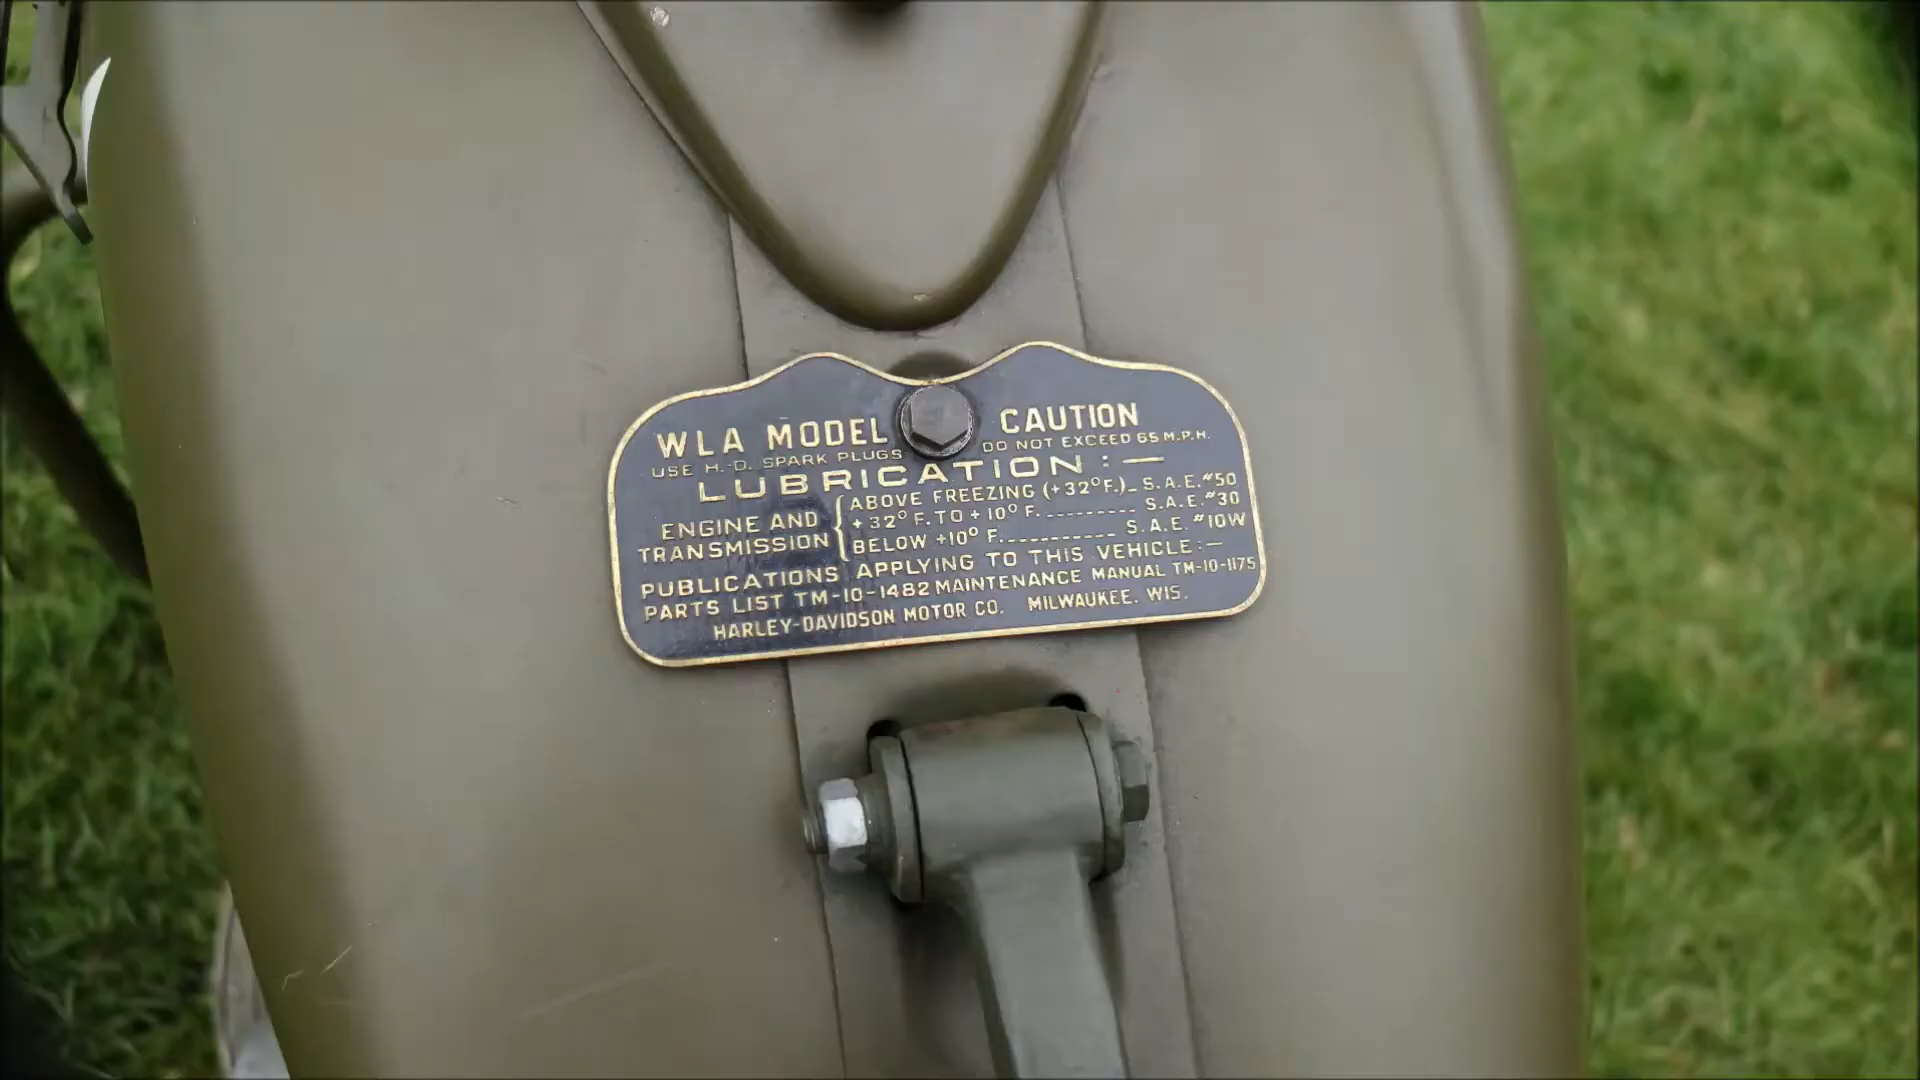 WLA MODEL CAUTION
USE H.-D. SPARK PLUGS DO NOT EXCEED 65 M.P.H.
LUBRICATION:—
ENGINE AND TRANSMISSION { ABOVE FREEZING (+32° F.)_ S.A.E. #50
+32° F. TO +10° F. --------- S.A.E. #30
BELOW +10° F.----------- S.A.E. #10W
PUBLICATIONS APPLYING TO THIS VEHICLE:—
PARTS LIST TM-10-1482 MAINTENANCE MANUAL TM-10-1175
HARLEY-DAVIDSON MOTOR CO. MILWAUKEE. WIS.